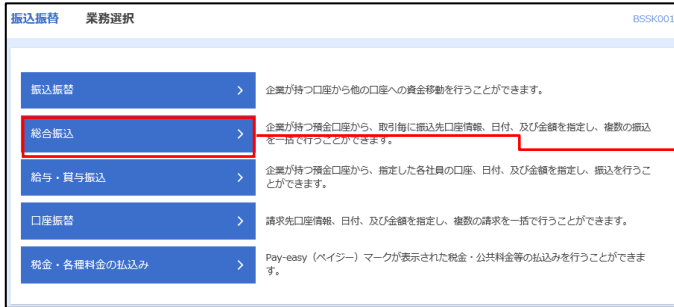 振込振替 業務選択 BSSK001
振込振替 企業が持つ口座から他の口座への資金移動を行うことができます。
総合振込 企業が持つ預金口座から、取引毎に振込先口座情報、日付、及び金額を指定し、複数の振込
を一括で行うことができます。
給与・賞与振込 企業が持つ預金口座から、指定した各社員の口座、日付、及び金額を指定し、振込を行うこ
とができます。
口座振替 請求先口座情報、日付、及び金額を指定し、複数の請求を一括で行うことができます。
税金・各種料金の払込み Pay-easy（ペイジー）マークが表示された税金・公共料金等の払込みを行うことができま
す。